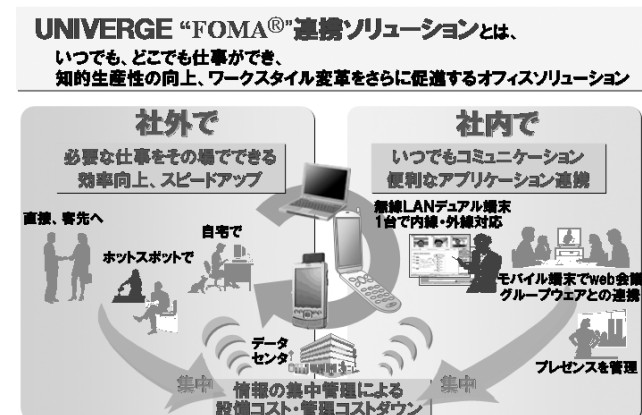 UNIVERGE “FOMA®”連携ソリューションとは、
いつでも、どこでも仕事ができ、
知的生産性の向上、ワークスタイル変革をさらに促進するオフィスソリューション
社外で
必要な仕事をその場でできる
効率向上、スピードアップ
直接、客先へ
ホットスポットで
自宅で
社内で
いつでもコミュニケーション
便利なアプリケーション連携
無線LANデュアル端末
1台で内線・外線対応
モバイル端末でweb会議
グループウェアとの連携
プレゼンスを管理
データ
センタ
集中
集中
情報の集中管理による
設備コスト・管理コストダウン